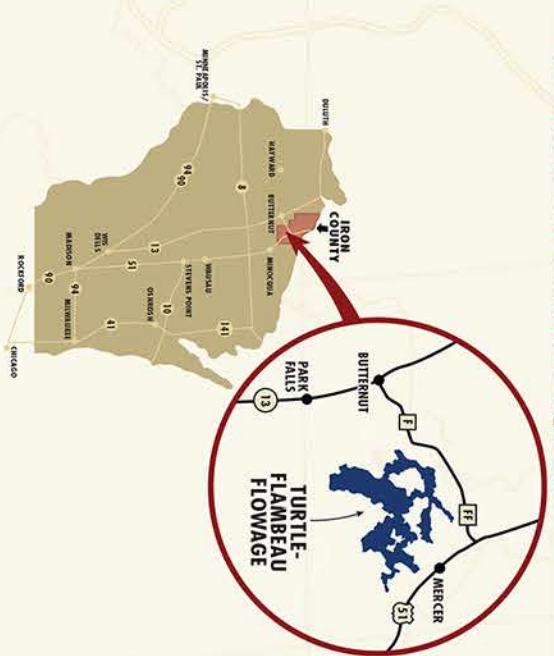 DULUTH
MINNEAPOLIS/
ST. PAUL
HAYWARD
BUTTERNUT
IRON
COUNTY
MINOCQUA
8
94
90
13
51
WAUSAU
STEVENS POINT
10
141
WIS
DELLS
OSHKOSH
41
MADISON
94
MILWAUKEE
90
ROCKFORD
CHICAGO
BUTTERNUT
F
FF
PARK
FALLS
13
MERCER
51
TURTLE-
FLAMBEAU
FLOWAGE